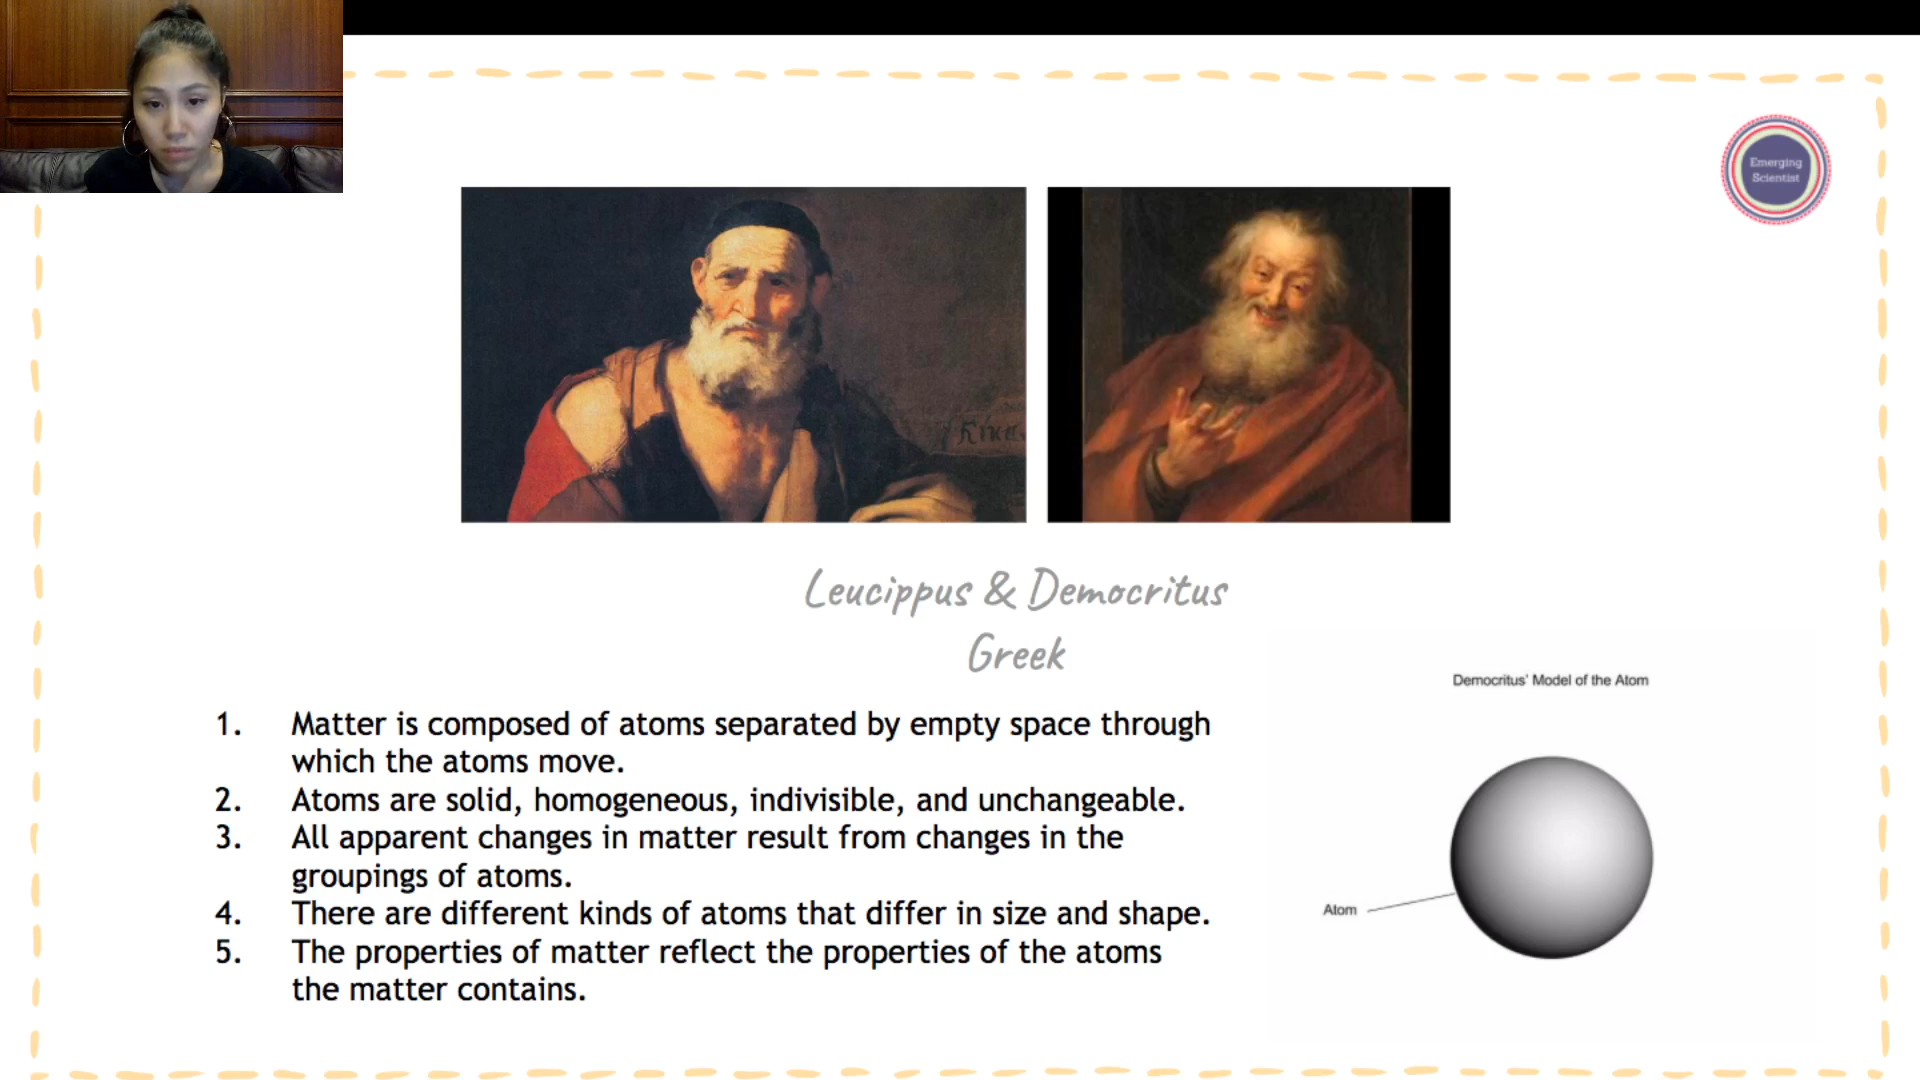 Emerging
Scientist
Leucippus & Democritus
Greek
Democritus' Model of the Atom
1. Matter is composed of atoms separated by empty space through
which the atoms move.
2. Atoms are solid, homogeneous, indivisible, and unchangeable.
3. All apparent changes in matter result from changes in the
groupings of atoms.
4. There are different kinds of atoms that differ in size and shape.
5. The properties of matter reflect the properties of the atoms
the matter contains.
Atom